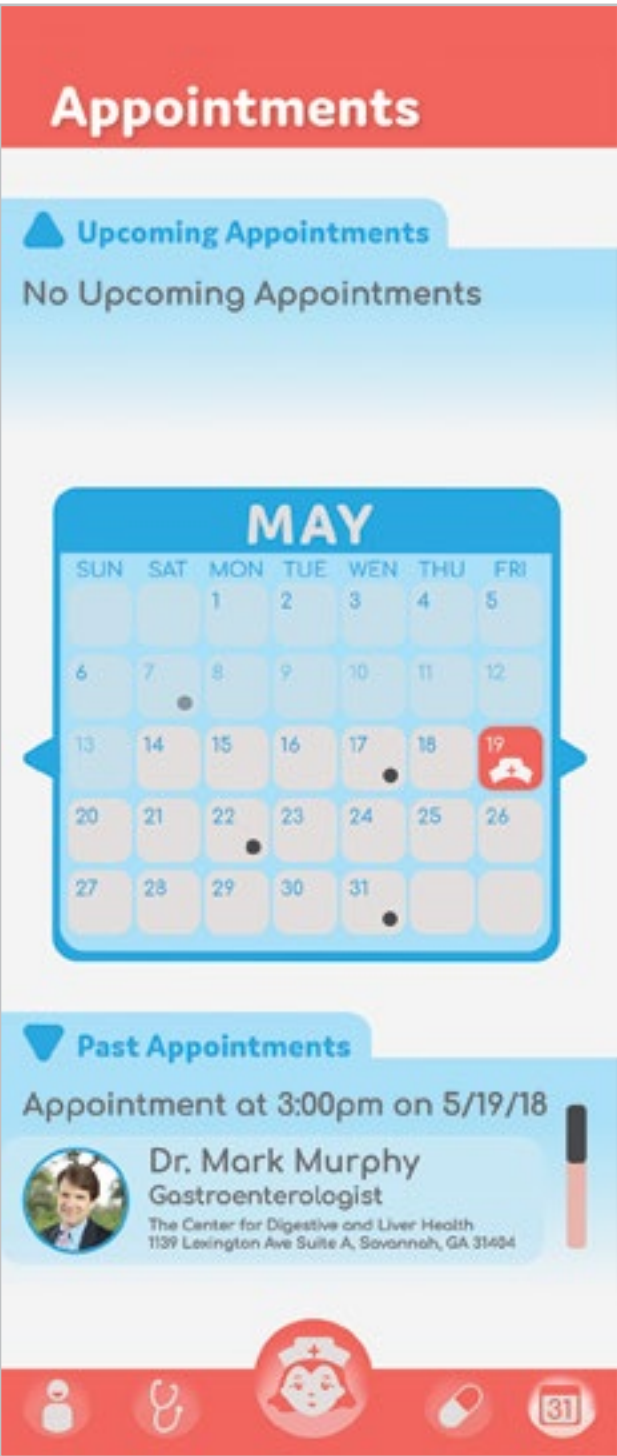 Appointments
Upcoming Appointments
No Upcoming Appointments
MAY
SUN SAT MON TUE WEN THU FRI
1 2 3 4 5
6 7 8 9 10 11 12
13 14 15 16 17 18 19
20 21 22 23 24 25 26
27 28 29 30 31
Past Appointments
Appointment at 3:00pm on 5/19/18
Dr. Mark Murphy
Gastroenterologist
The Center for Digestive and Liver Health
1139 Lexington Ave Suite A, Savannah, GA 31404
31